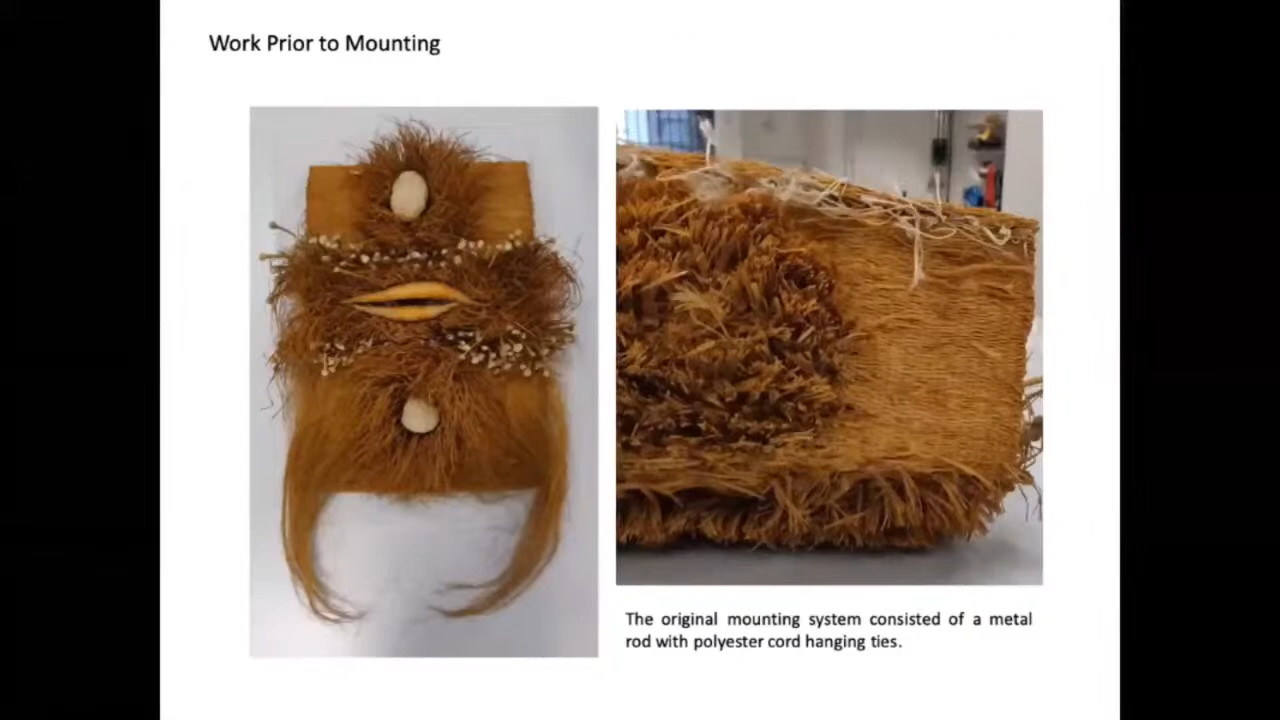 Work Prior to Mounting
The original mounting system consisted of a metal
rod with polyester cord hanging ties.